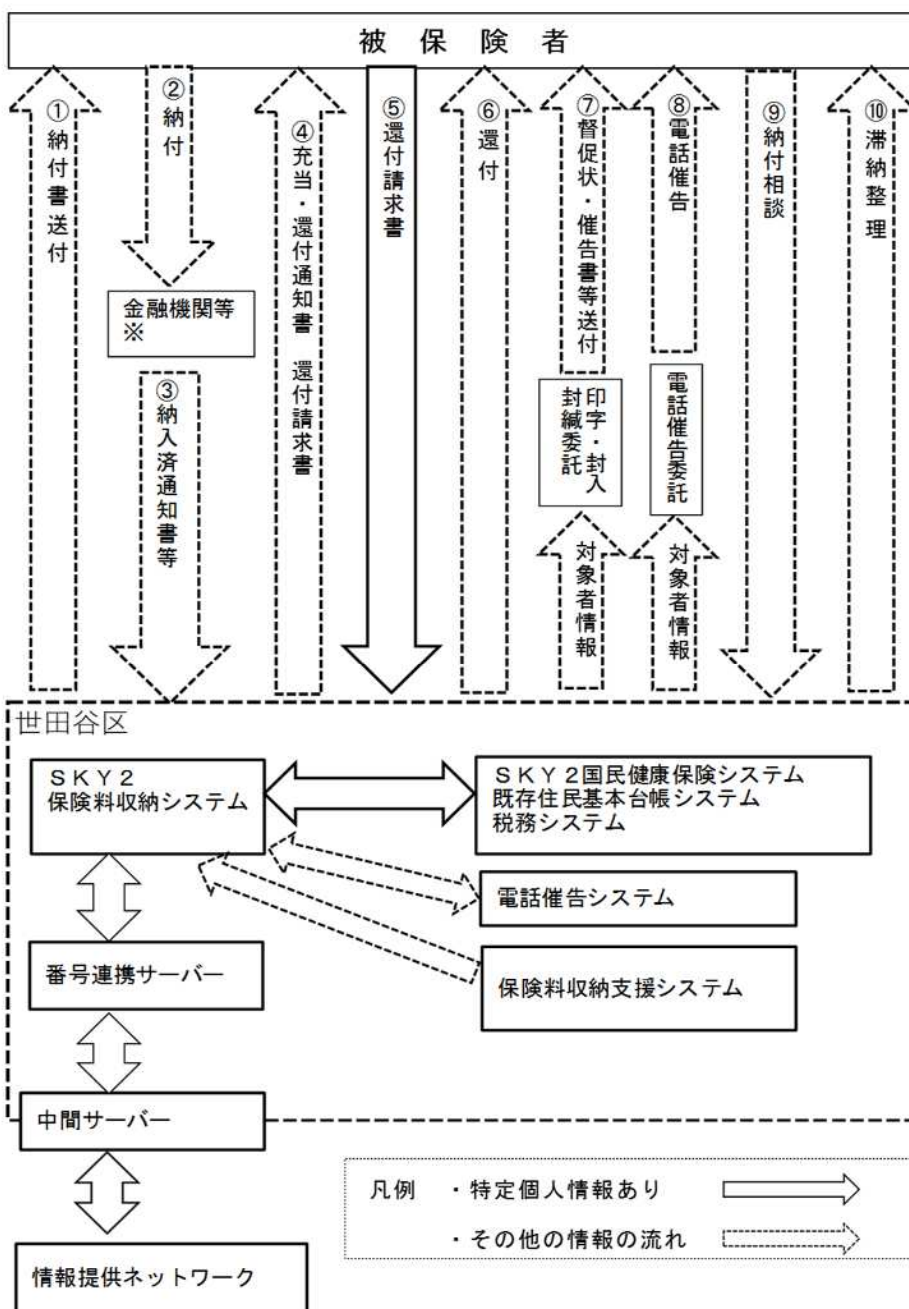 被保険者
①納付書送付
②納付
金融機関等
※
③納入済通知書等
④充当・還付通知書 還付請求書
⑤還付請求書
⑥還付
⑦督促状・催告書等送付
印字・封入
封緘委託
対象者情報
⑧電話催告
電話催告委託
対象者情報
⑨納付相談
⑩滞納整理
世田谷区
SKY2
保険料収納システム
SKY2国民健康保険システム
既存住民基本台帳システム
税務システム
電話催告システム
保険料収納支援システム
番号連携サーバー
中間サーバー
情報提供ネットワーク
凡例 ・特定個人情報あり
・その他の情報の流れ